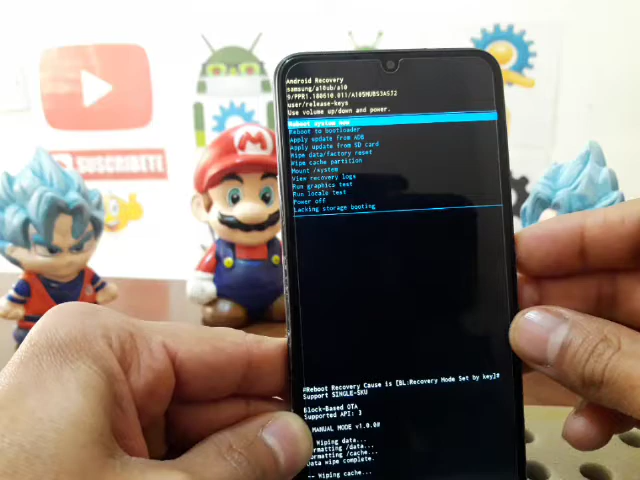 SUSCRIBETE
M
Android Recovery
samsung/a10ub/a10
9/PPR1.180610.011/A105MUBS3ASJ2
user/release-keys
Use volume up/down and power.
Reboot system now
Reboot to bootloader
Apply update from ADB
Apply update from SD card
Wipe data/factory reset
Wipe cache partition
Mount /system
View recovery logs
Run graphics test
Run locale test
Power off
Lacking storage booting
#Reboot Recovery Cause is [BL:Recovery Mode Set by key]#
Support SINGLE-SKU
Block-Based OTA
Supported API: 3
MANUAL MODE v1.0.0#
Wiping data...
ormatting /data...
ormatting /cache...
Data wipe complete.
-- Wiping cache...